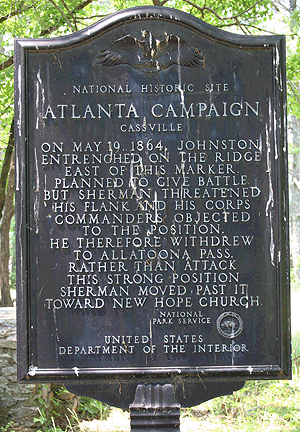 NATIONAL HISTORIC SITE
ATLANTA CAMPAIGN
CASSVILLE
ON MAY 19, 1864, JOHNSTON
ENTRENCHED ON THE RIDGE
EAST OF THIS MARKER,
PLANNED TO GIVE BATTLE.
BUT SHERMAN THREATENED
HIS FLANK AND HIS CORPS
COMMANDERS OBJECTED
TO THE POSITION.
HE THEREFORE WITHDREW
TO ALLATOONA PASS.
RATHER THAN ATTACK
THIS STRONG POSITION
SHERMAN MOVED PAST IT
TOWARD NEW HOPE CHURCH.
NATIONAL
PARK SERVICE
UNITED STATES
DEPARTMENT OF THE INTERIOR